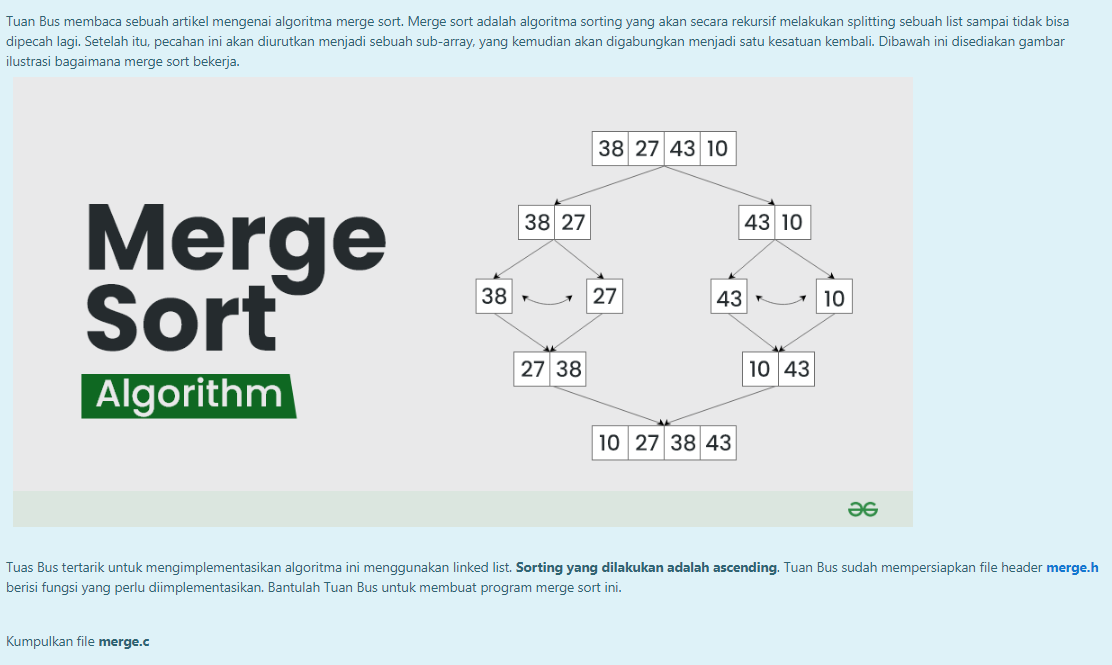 Tuan Bus membaca sebuah artikel mengenai algoritma merge sort. Merge sort adalah algoritma sorting yang akan secara rekursif melakukan splitting sebuah list sampai tidak bisa
dipecah lagi. Setelah itu, pecahan ini akan diurutkan menjadi sebuah sub-array, yang kemudian akan digabungkan menjadi satu kesatuan kembali. Dibawah ini disediakan gambar
ilustrasi bagaimana merge sort bekerja.
Merge
Sort
Algorithm
38 27 43 10
38 27
43 10
38
27
43
10
27 38
10 43
10 27 38 43
Tuas Bus tertarik untuk mengimplementasikan algoritma ini menggunakan linked list. Sorting yang dilakukan adalah ascending. Tuan Bus sudah mempersiapkan file header merge.h
berisi fungsi yang perlu diimplementasikan. Bantulah Tuan Bus untuk membuat program merge sort ini.
Kumpulkan file merge.c